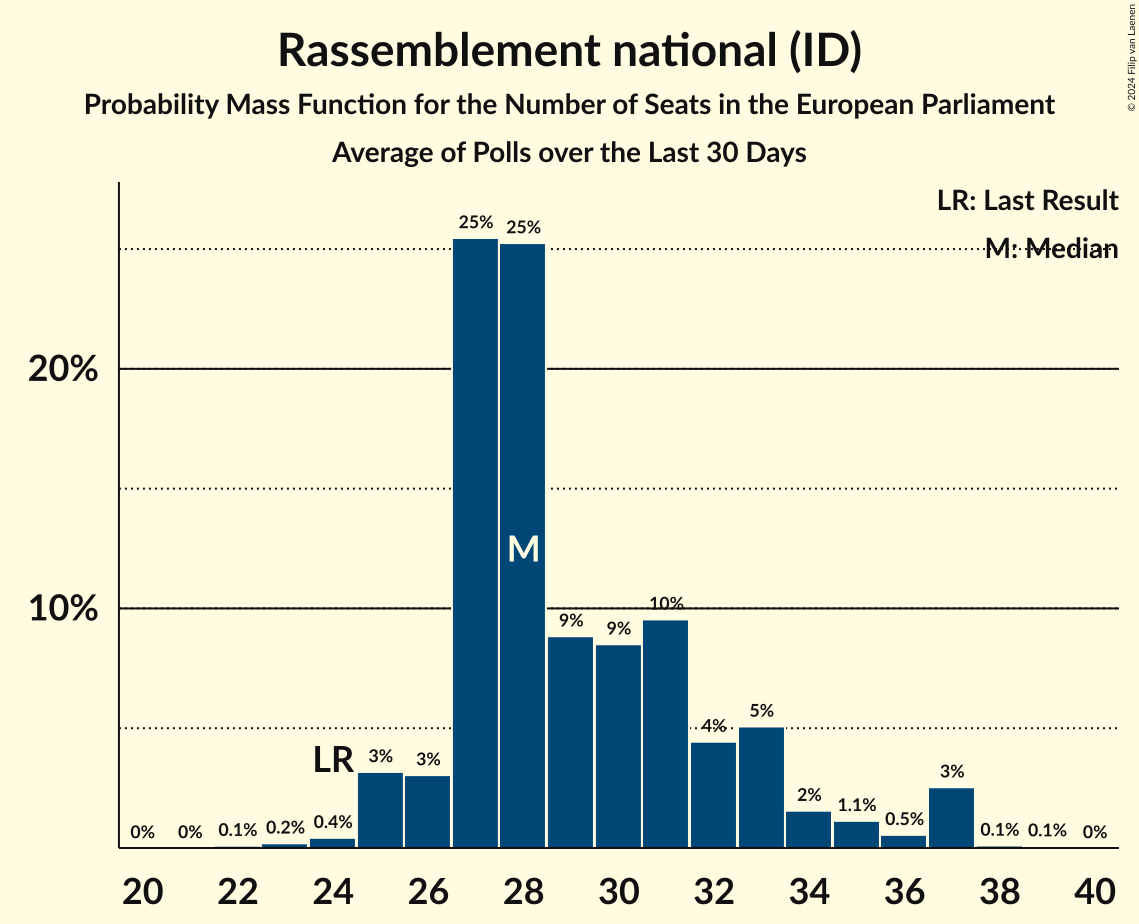 Rassemblement national (ID)
Probability Mass Function for the Number of Seats in the European Parliament
Average of Polls over the Last 30 Days
© 2024 Filip van Laenen
LR: Last Result
M: Median
20%
10%
0% 0% 0.1% 0.2% 0.4% 3% 3% 25% 25% 9% 9% 10% 4% 5% 2% 1.1% 0.5% 3% 0.1% 0.1% 0%
LR
M
20 22 24 26 28 30 32 34 36 38 40